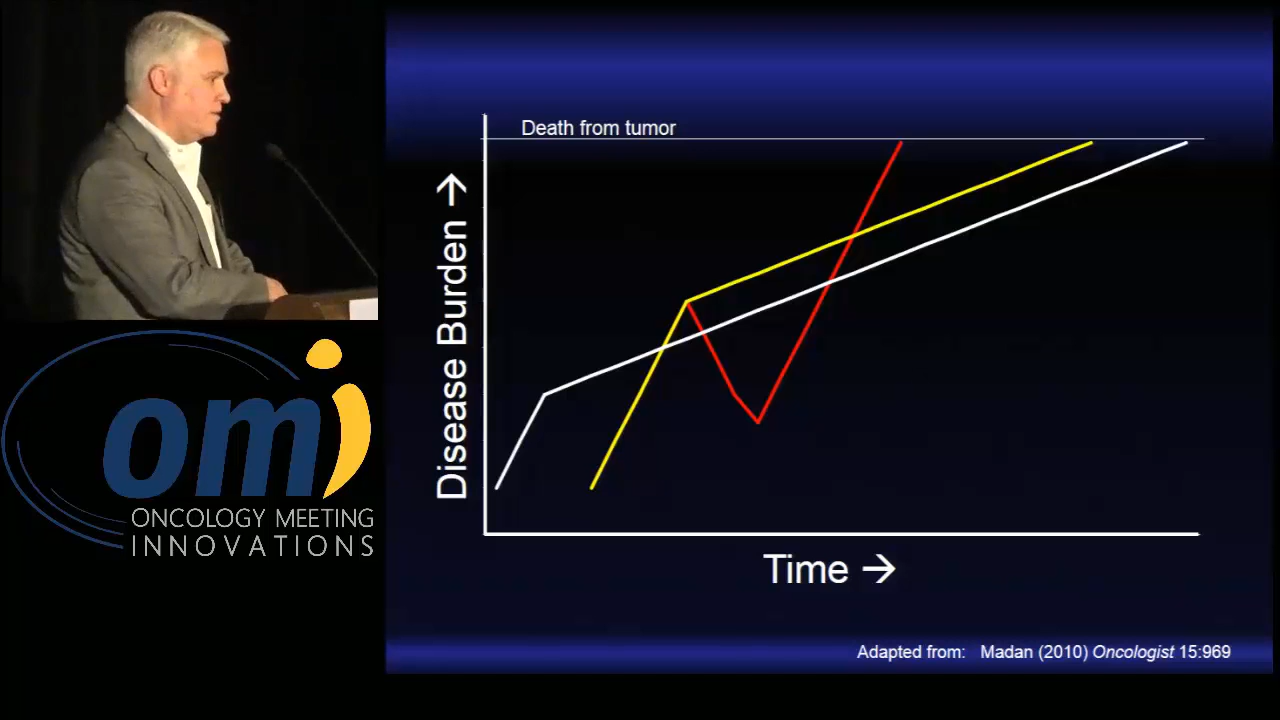 Death from tumor
Disease Burden →
Time →
Adapted from: Madan (2010) Oncologist 15:969
omi
ONCOLOGY MEETING
INNOVATIONS